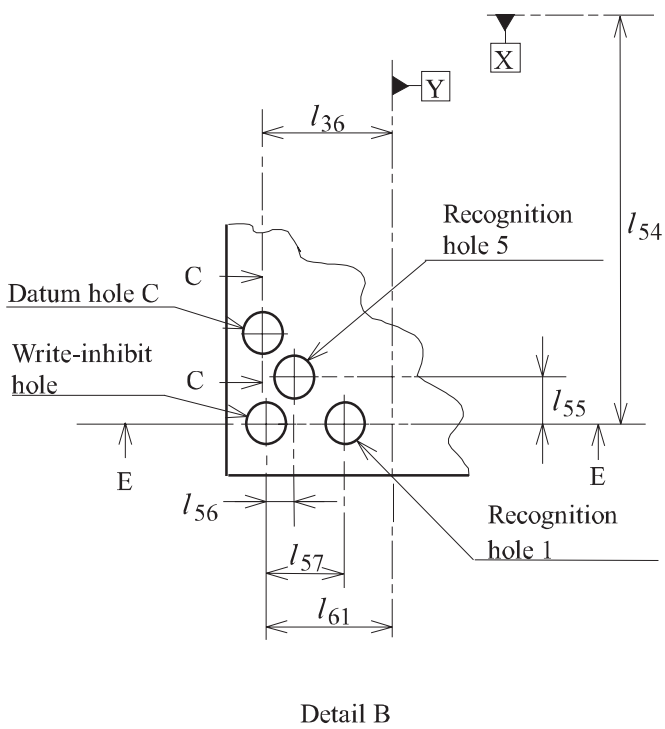 X
Y
l36
Recognition
hole 5
l54
C
Datum hole C
Write-inhibit
hole
C
l55
E
E
l56
Recognition
hole 1
l57
l61
Detail B